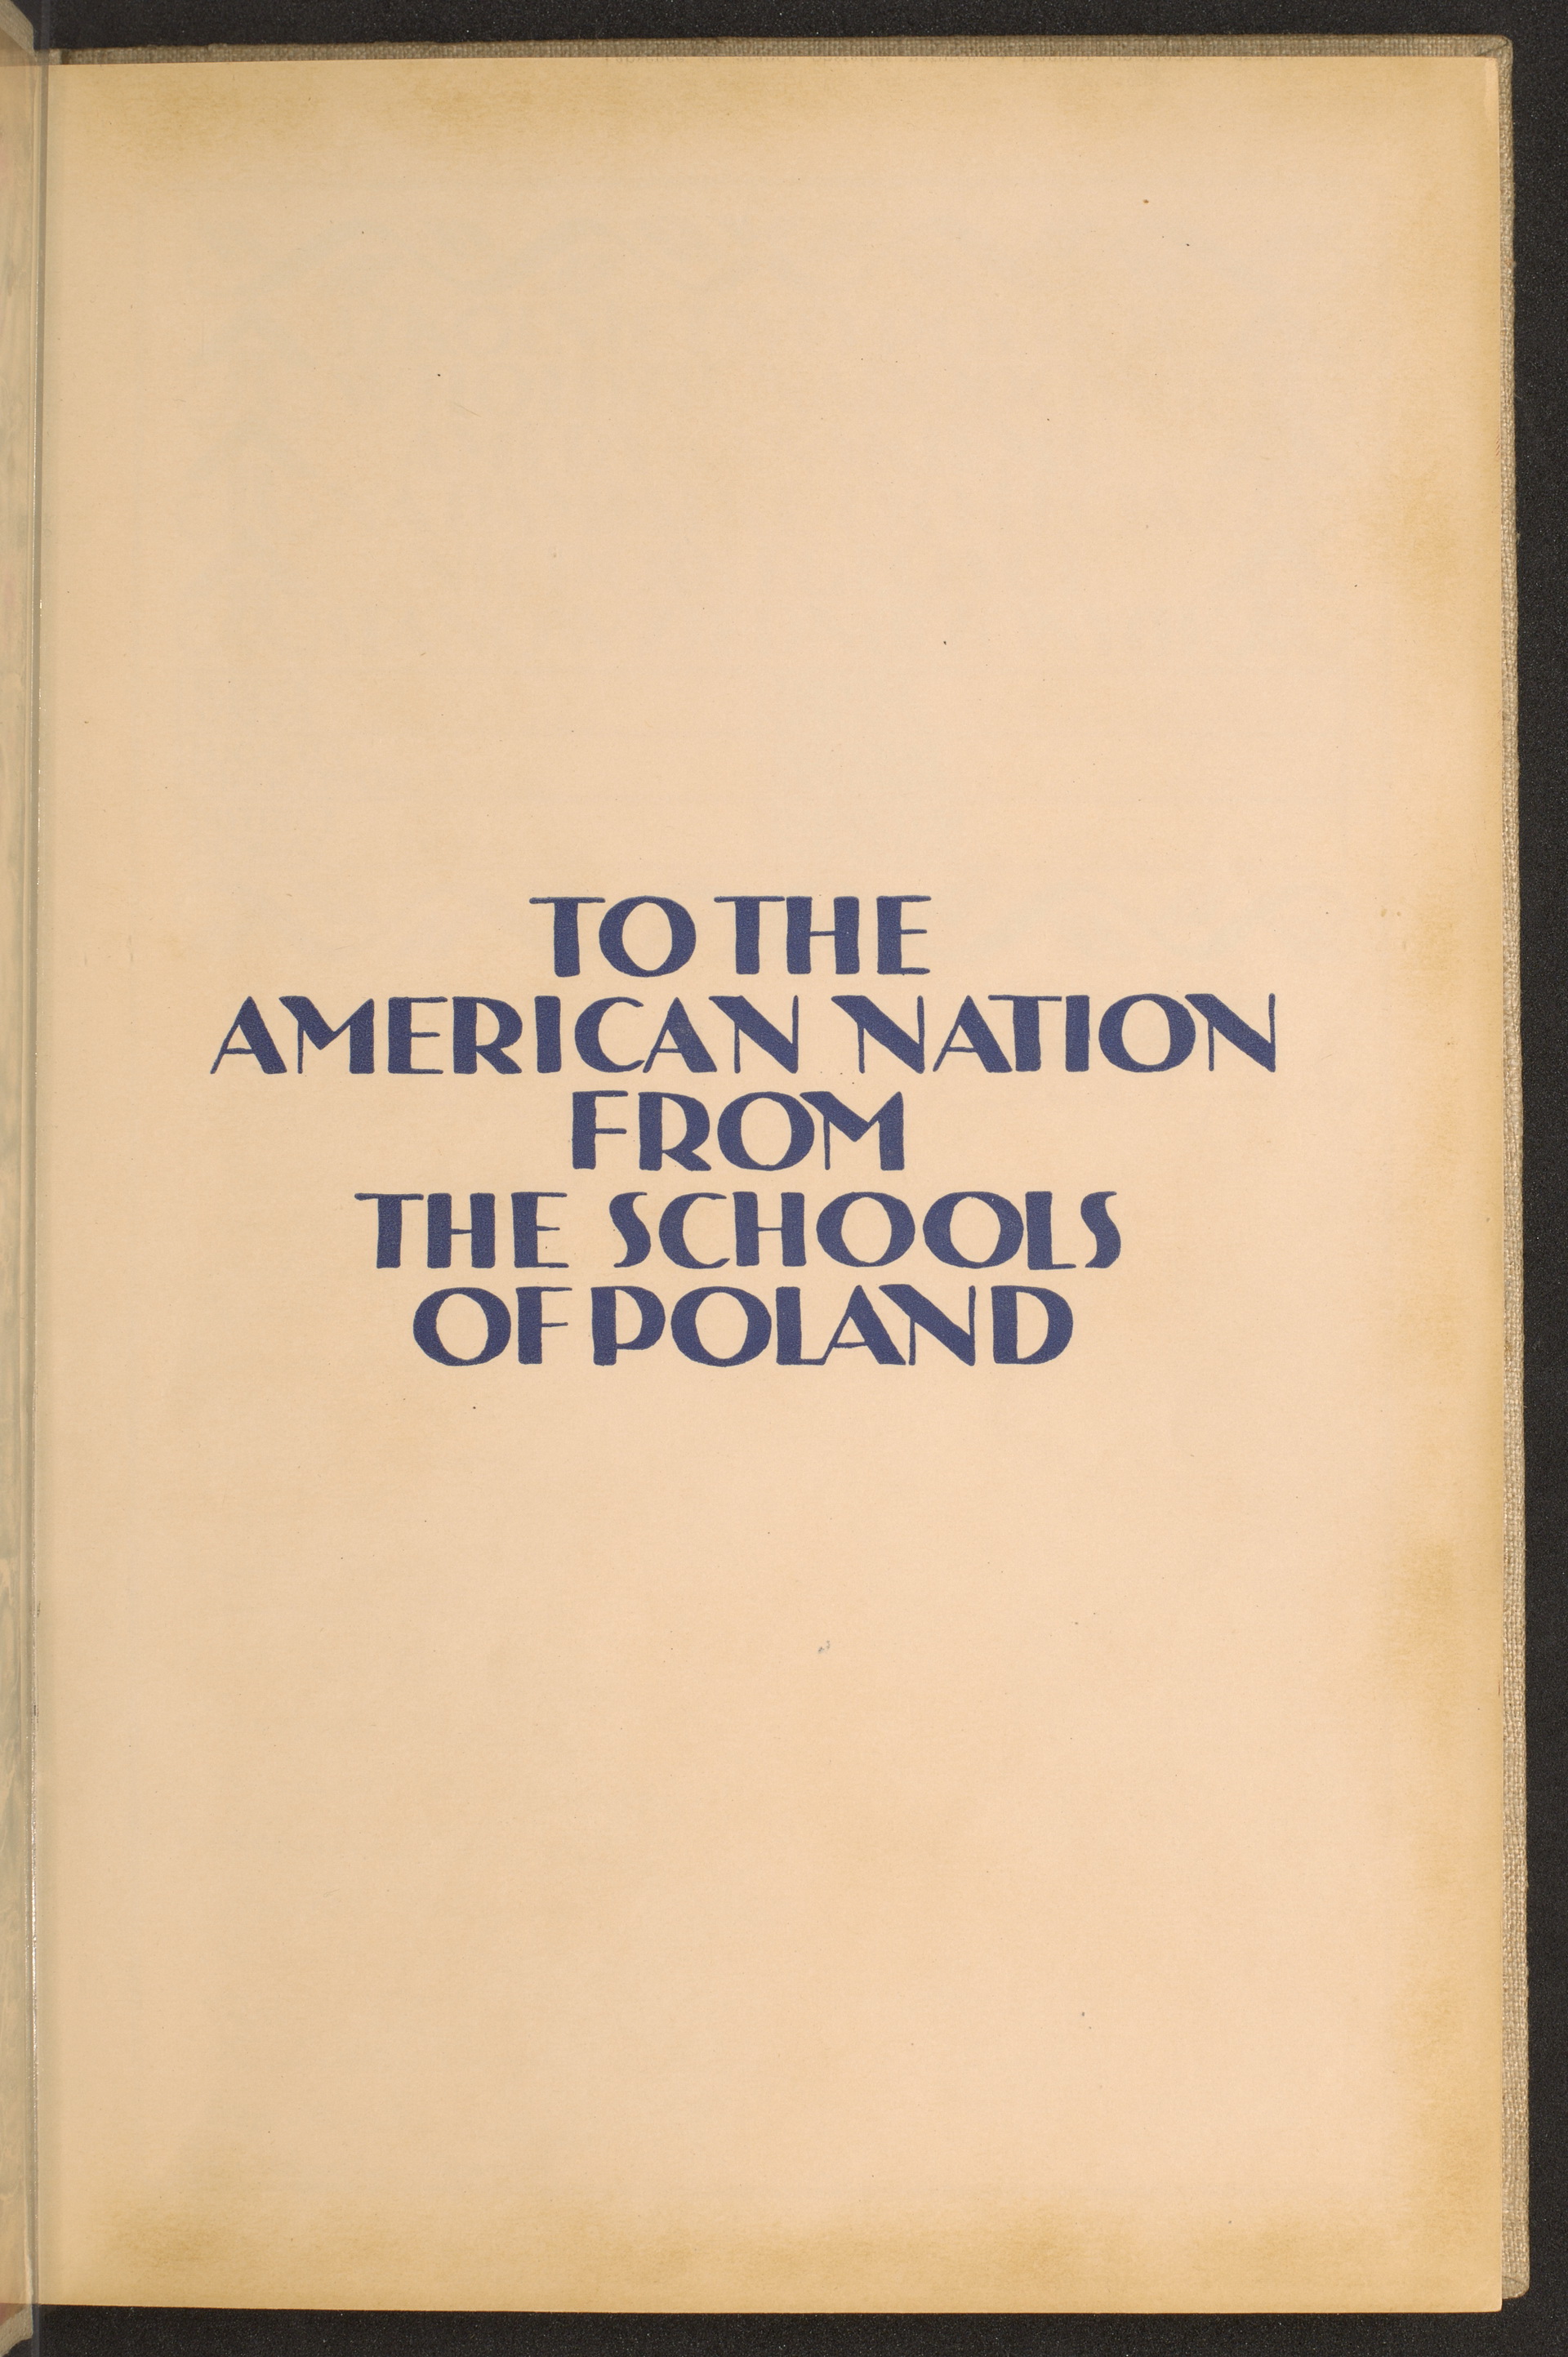 TO THE
AMERICAN NATION
FROM
THE SCHOOLS
OF POLAND